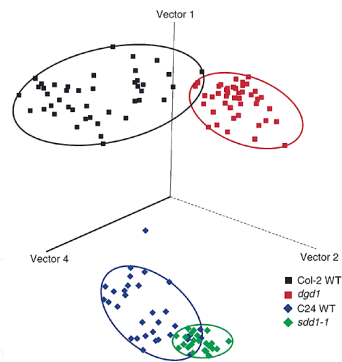 Vector 1
Vector 4
Vector 2
Col-2 WT
dgd1
C24 WT
sdd1-1